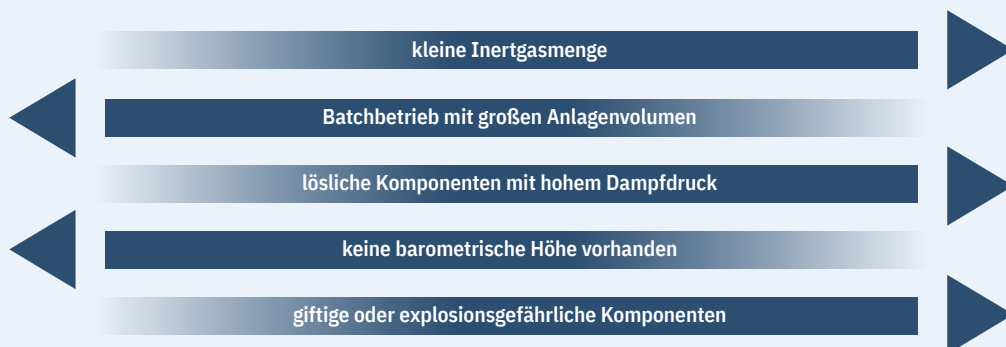 kleine Inertgasmenge
Batchbetrieb mit großen Anlagenvolumen
lösliche Komponenten mit hohem Dampfdruck
keine barometrische Höhe vorhanden
giftige oder explosionsgefährliche Komponenten